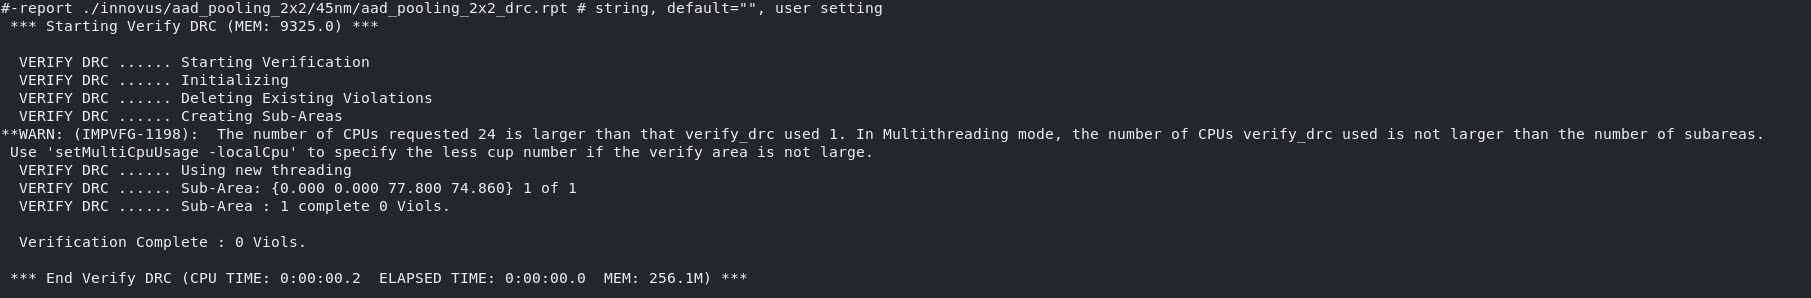 #-report ./innovus/aad_pooling_2x2/45nm/aad_pooling_2x2_drc.rpt # string, default="", user setting
*** Starting Verify DRC (MEM: 9325.0) ***
VERIFY DRC ...... Starting Verification
VERIFY DRC ...... Initializing
VERIFY DRC ...... Deleting Existing Violations
VERIFY DRC ...... Creating Sub-Areas
**WARN: (IMPVFG-1198):  The number of CPUs requested 24 is larger than that verify_drc used 1. In Multithreading mode, the number of CPUs verify_drc used is not larger than the number of subareas.
Use 'setMultiCpuUsage -localCpu' to specify the less cup number if the verify area is not large.
VERIFY DRC ...... Using new threading
VERIFY DRC ...... Sub-Area: {0.000 0.000 77.800 74.860} 1 of 1
VERIFY DRC ...... Sub-Area : 1 complete 0 Viols.
Verification Complete : 0 Viols.
*** End Verify DRC (CPU TIME: 0:00:00.2  ELAPSED TIME: 0:00:00.0  MEM: 256.1M) ***